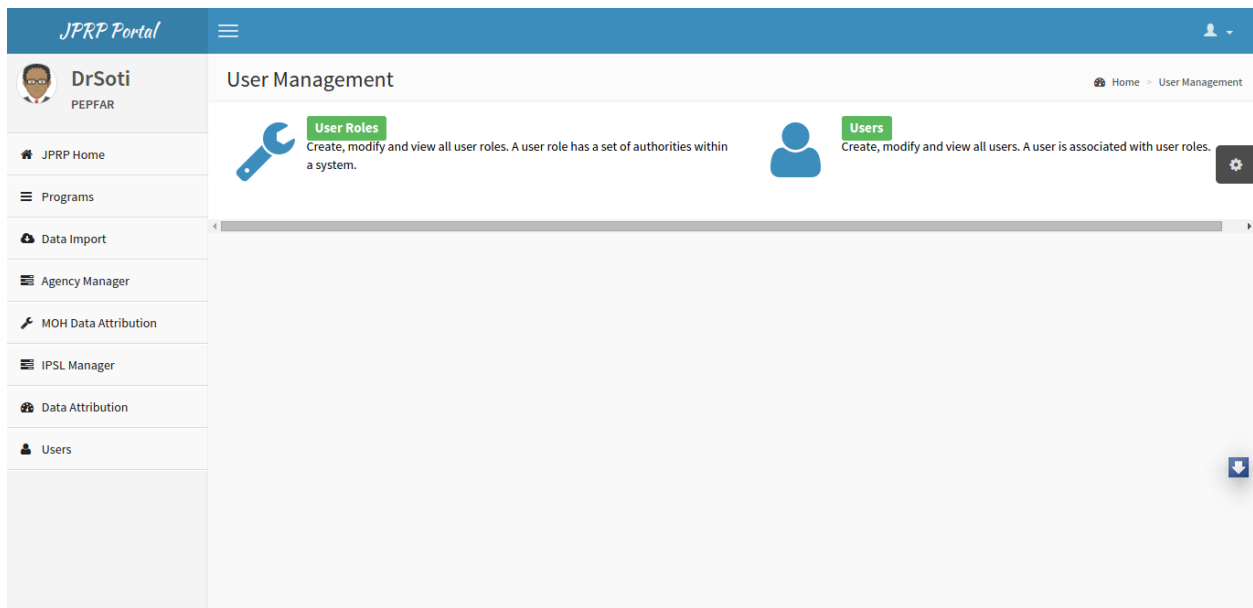 JPRP Portal
DrSoti
PEPFAR
User Management
Home > User Management
User Roles
Create, modify and view all user roles. A user role has a set of authorities within
a system.
Users
Create, modify and view all users. A user is associated with user roles.
JPRP Home
Programs
Data Import
Agency Manager
MOH Data Attribution
IPSL Manager
Data Attribution
Users